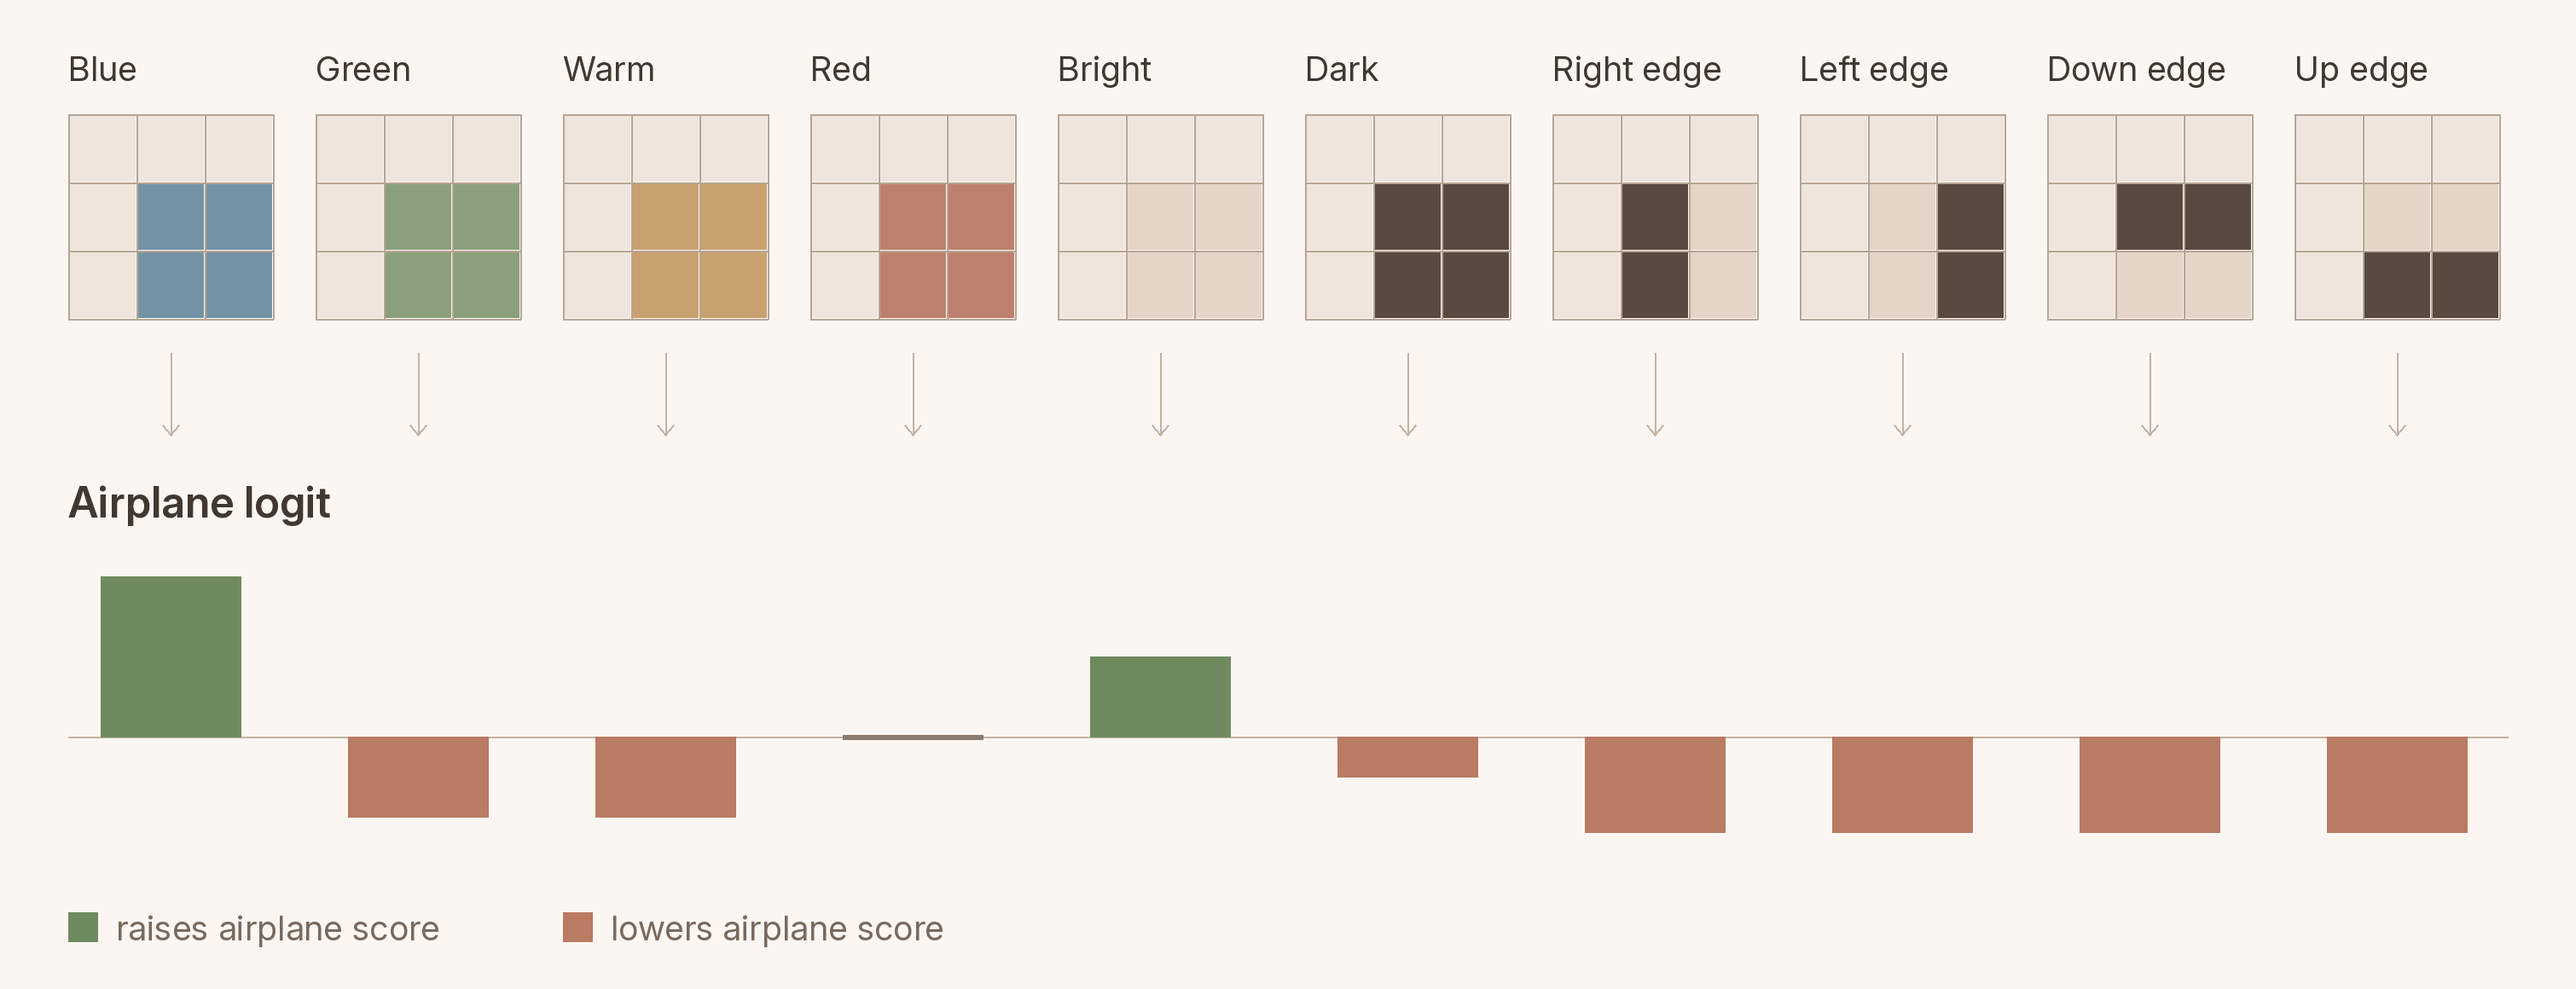 Blue Green Warm Red Bright Dark Right edge Left edge Down edge Up edge
Airplane logit
raises airplane score lowers airplane score